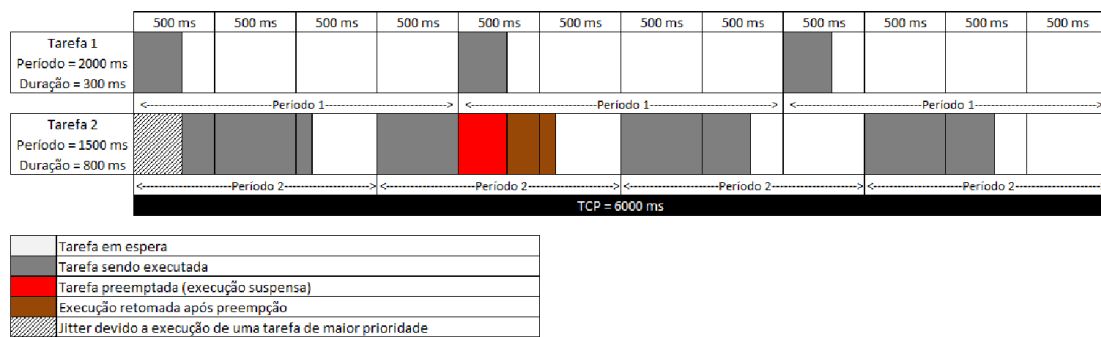 500 ms 500 ms 500 ms 500 ms 500 ms 500 ms 500 ms 500 ms 500 ms 500 ms 500 ms 500 ms
Tarefa 1
Período = 2000 ms
Duração = 300 ms
<----------------------Período 1----------------------> <----------------------Período 1----------------------> <----------------------Período 1---------------------->
Tarefa 2
Período = 1500 ms
Duração = 800 ms
<----------------Período 2----------------> <----------------Período 2----------------> <----------------Período 2----------------> <----------------Período 2---------------->
TCP = 6000 ms
Tarefa em espera
Tarefa sendo executada
Tarefa preemptada (execução suspensa)
Execução retomada após preempção
Jitter devido a execução de uma tarefa de maior prioridade